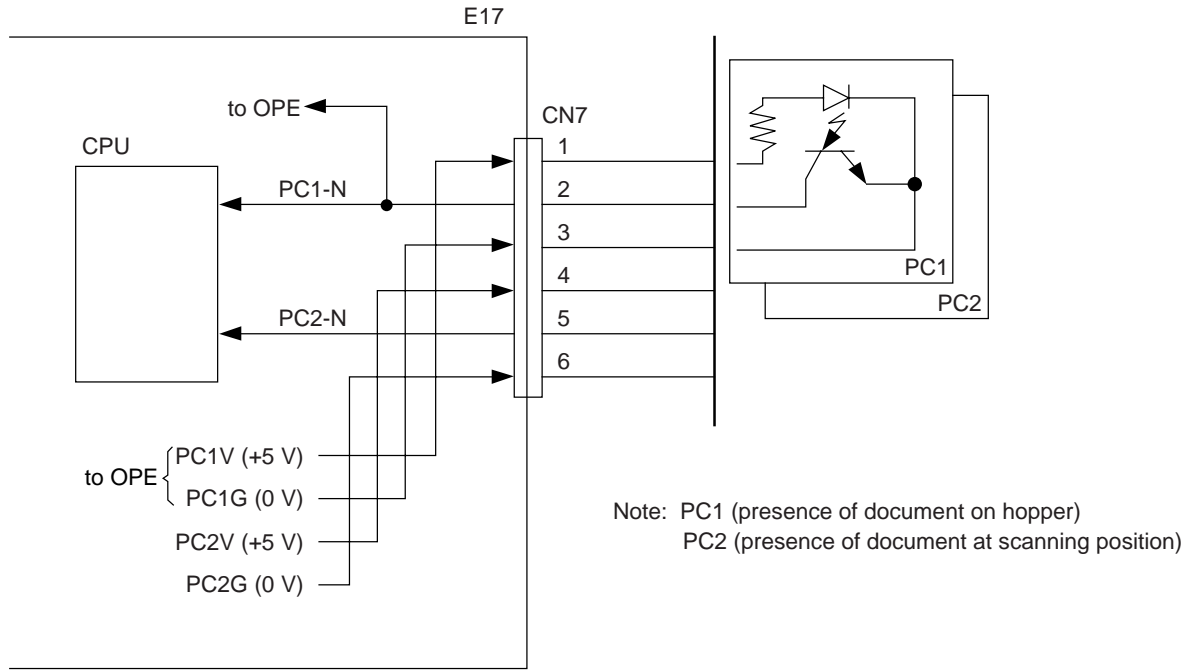 E17
to OPE
CN7
CPU
1
PC1-N
2
3
PC1
4
PC2
PC2-N
5
6
PC1V (+5 V)
to OPE
PC1G (0 V)
PC2V (+5 V)
PC2G (0 V)
Note: PC1 (presence of document on hopper)
PC2 (presence of document at scanning position)